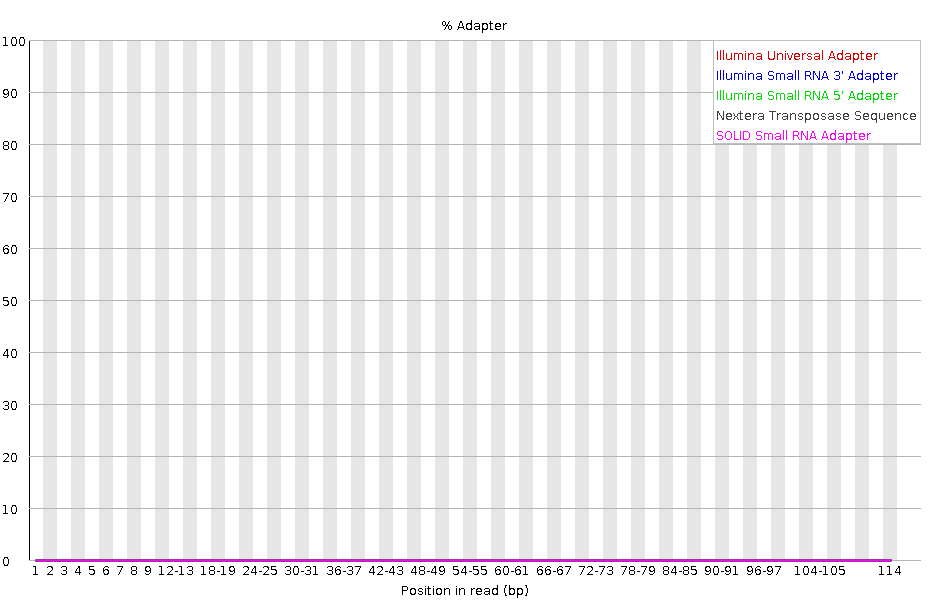 % Adapter
100
90
80
70
60
50
40
30
20
10
0
Illumina Universal Adapter
Illumina Small RNA 3' Adapter
Illumina Small RNA 5' Adapter
Nextera Transposase Sequence
SOLID Small RNA Adapter
1 2 3 4 5 6 7 8 9 12-13 18-19 24-25 30-31 36-37 42-43 48-49 54-55 60-61 66-67 72-73 78-79 84-85 90-91 96-97 104-105 114
Position in read (bp)